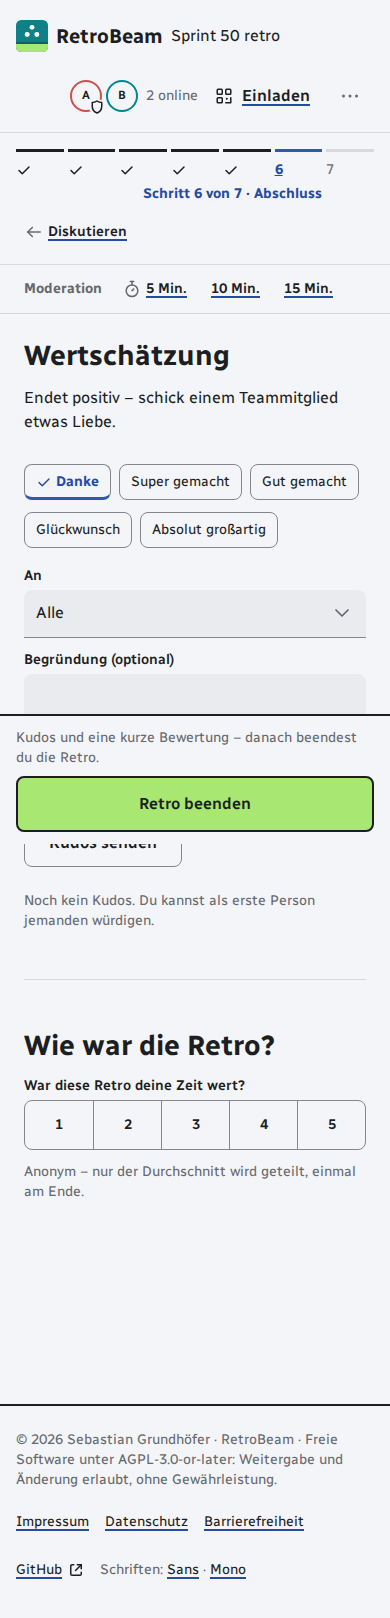 RetroBeam Sprint 50 retro
A B 2 online Einladen
6 7
Schritt 6 von 7 · Abschluss
Diskutieren
Moderation 5 Min. 10 Min. 15 Min.
Wertschätzung
Endet positiv – schick einem Teammitglied
etwas Liebe.
Danke Super gemacht Gut gemacht
Glückwunsch Absolut großartig
An
Alle
Begründung (optional)
Kudos und eine kurze Bewertung – danach beendest
du die Retro.
Retro beenden
Kudos senden
Noch kein Kudos. Du kannst als erste Person
jemanden würdigen.
Wie war die Retro?
War diese Retro deine Zeit wert?
1 2 3 4 5
Anonym – nur der Durchschnitt wird geteilt, einmal
am Ende.
© 2026 Sebastian Grundhöfer · RetroBeam · Freie
Software unter AGPL-3.0-or-later: Weitergabe und
Änderung erlaubt, ohne Gewährleistung.
Impressum Datenschutz Barrierefreiheit
GitHub Schriften: Sans · Mono